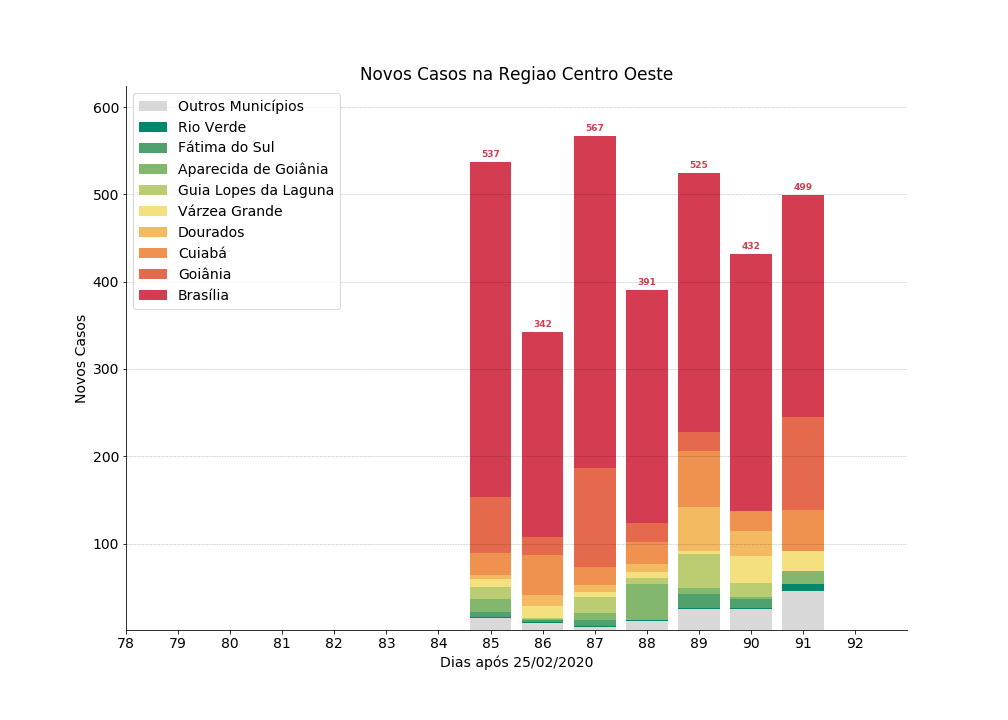 Novos Casos na Regiao Centro Oeste
Outros Municípios
Rio Verde
Fátima do Sul
Aparecida de Goiânia
Guia Lopes da Laguna
Várzea Grande
Dourados
Cuiabá
Goiânia
Brasília
600
500
400
300
200
100
Novos Casos
537
342
567
391
525
432
499
78 79 80 81 82 83 84 85 86 87 88 89 90 91 92
Dias após 25/02/2020